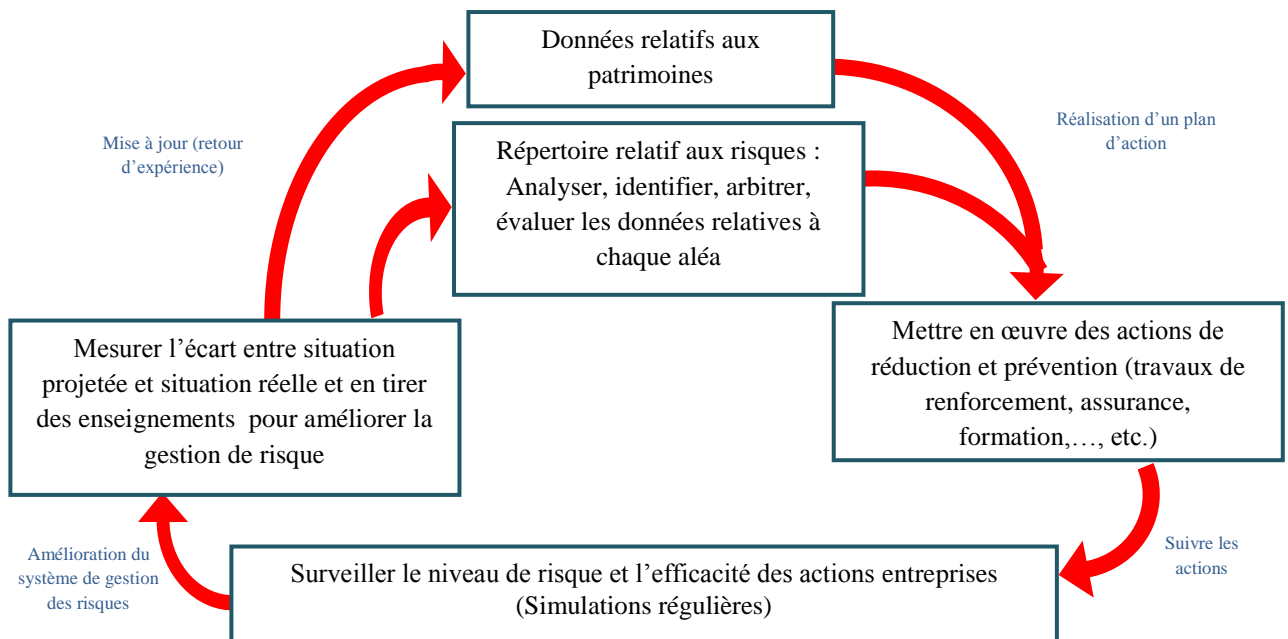 Données relatifs aux
patrimoines
Mise à jour (retour
d'expérience)
Réalisation d'un plan
d'action
Répertoire relatif aux risques :
Analyser, identifier, arbitrer,
évaluer les données relatives à
chaque aléa
Mesurer l'écart entre situation
projetée et situation réelle et en tirer
des enseignements pour améliorer la
gestion de risque
Mettre en œuvre des actions de
réduction et prévention (travaux de
renforcement, assurance,
formation,…, etc.)
Amélioration du
système de gestion
des risques
Suivre les
actions
Surveiller le niveau de risque et l'efficacité des actions entreprises
(Simulations régulières)